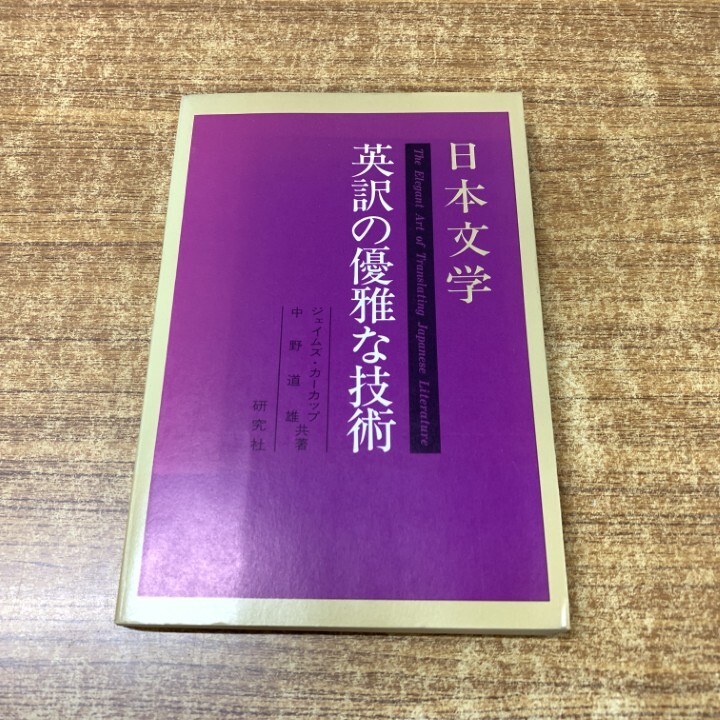 日本文学
The Elegant Art of Translating Japanese Literature
英訳の優雅な技術
ジェイムズ・カーカップ
中野道雄 共著
研究社